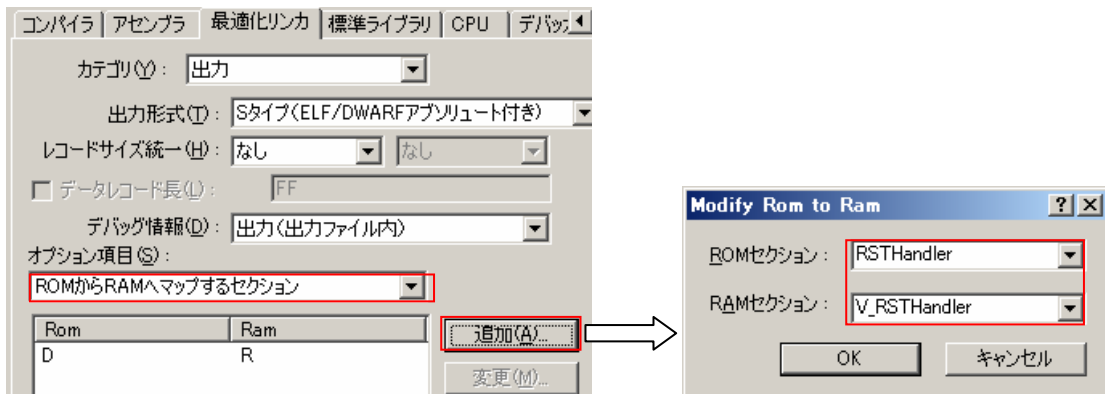 コンパイラ アセンブラ 最適化リンカ 標準ライブラリ CPU デバッ
カテゴリ(Y): 出力
出力形式(T): Sタイプ(ELF/DWARFアブソリュート付き)
レコードサイズ統一(H): なし なし
データレコード長(L): FF
デバッグ情報(D): 出力(出力ファイル内)
オプション項目(S):
ROMからRAMへマップするセクション
Rom Ram
D R
追加(A)...
変更(M)...
Modify Rom to Ram
ROMセクション: RSTHandler
RAMセクション: V_RSTHandler
OK キャンセル